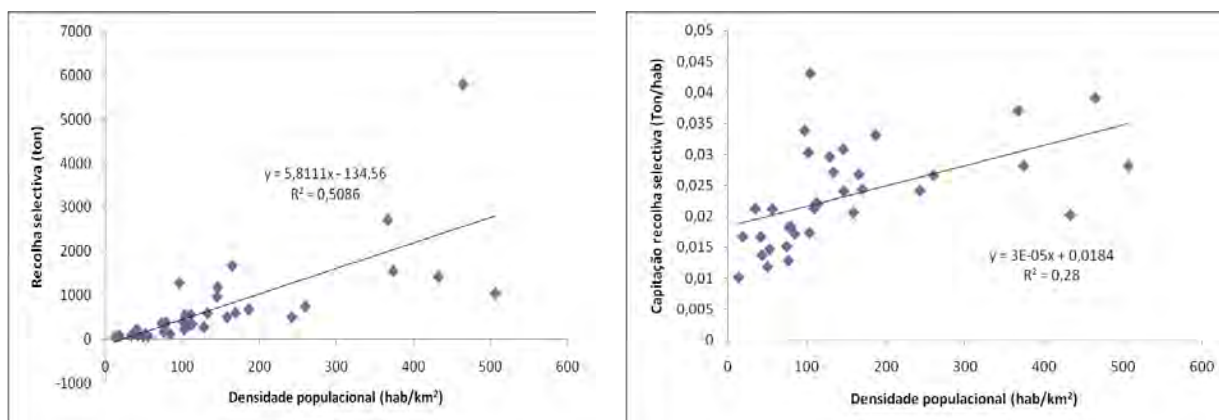 7000
6000
5000
4000
3000
2000
1000
0
-1000
Recolha selectiva (ton)
y = 5,8111x - 134,56
R² = 0,5086
0 100 200 300 400 500 600
Densidade populacional (hab/km²)
0,05
0,045
0,04
0,035
0,03
0,025
0,02
0,015
0,01
0,005
0
Capitação recolha selectiva (Ton/hab)
y = 3E-05x + 0,0184
R² = 0,28
0 100 200 300 400 500 600
Densidade populacional (hab/km²)